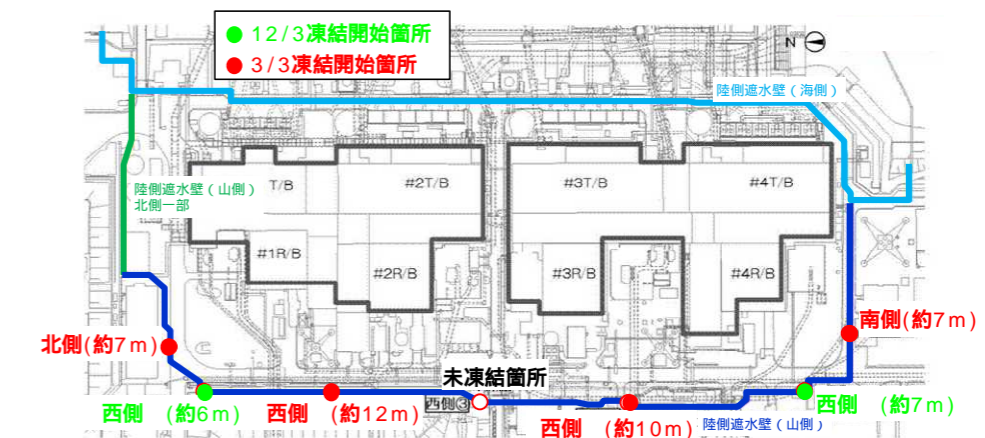 ●12/3凍結開始箇所
●3/3凍結開始箇所
N
陸側遮水壁(海側)
陸側遮水壁(山側)
北側一部
T/B
#2T/B
#3T/B
#4T/B
#1R/B
#2R/B
#3R/B
#4R/B
北側(約7m)
南側(約7m)
未凍結箇所
西側③
西側 (約6m)
西側 (約12m)
西側 (約10m)
陸側遮水壁(山側)
西側 (約7m)